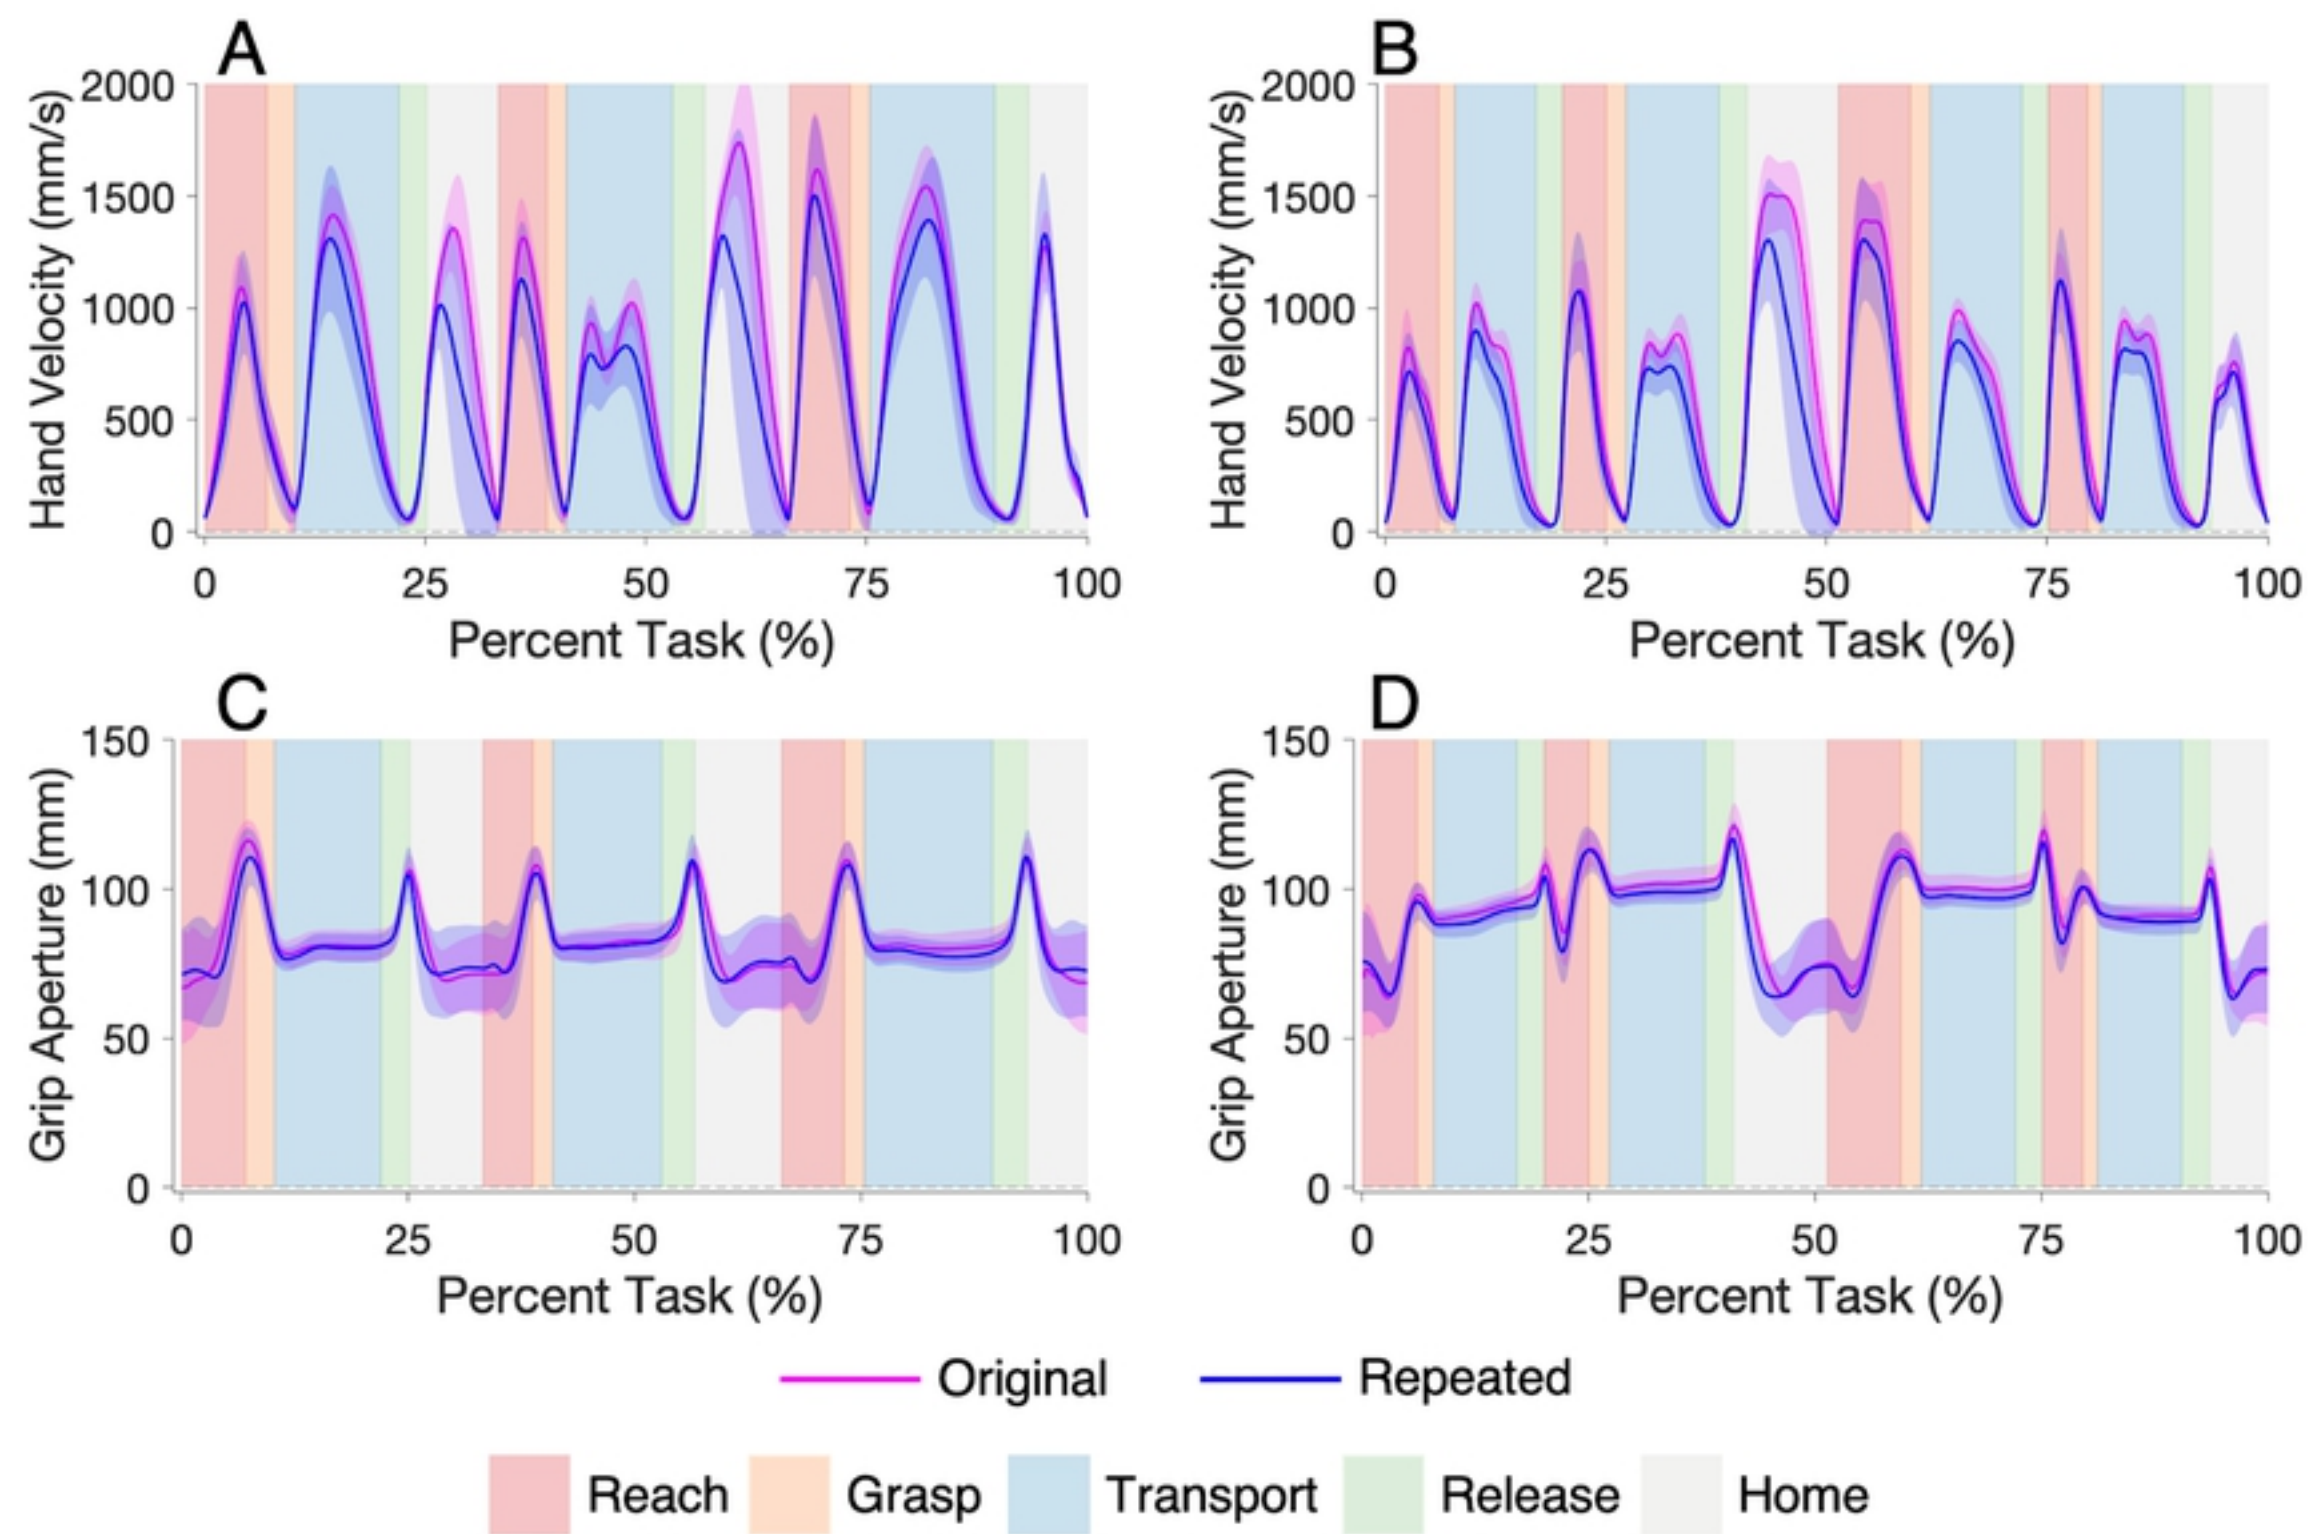 A
B
Hand Velocity (mm/s)
2000
1500
1000
500
0
0 25 50 75 100
Percent Task (%)
Hand Velocity (mm/s)
2000
1500
1000
500
0
0 25 50 75 100
Percent Task (%)
C
D
Grip Aperture (mm)
150
100
50
0
0 25 50 75 100
Percent Task (%)
Grip Aperture (mm)
150
100
50
0
0 25 50 75 100
Percent Task (%)
Original Repeated
Reach Grasp Transport Release Home